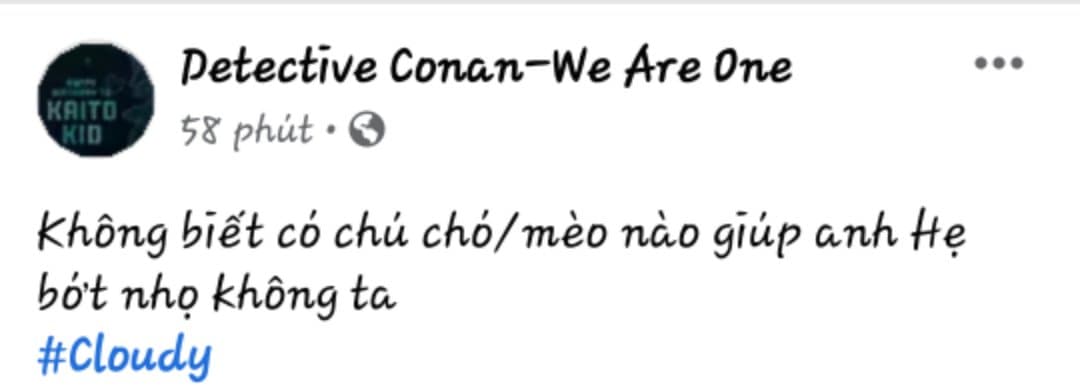 KAITO
KID
Detective Conan-We Are One
58 phút
Không biết có chú chó/mèo nào giúp anh Hẹ
bớt nhọ không ta
#Cloudy